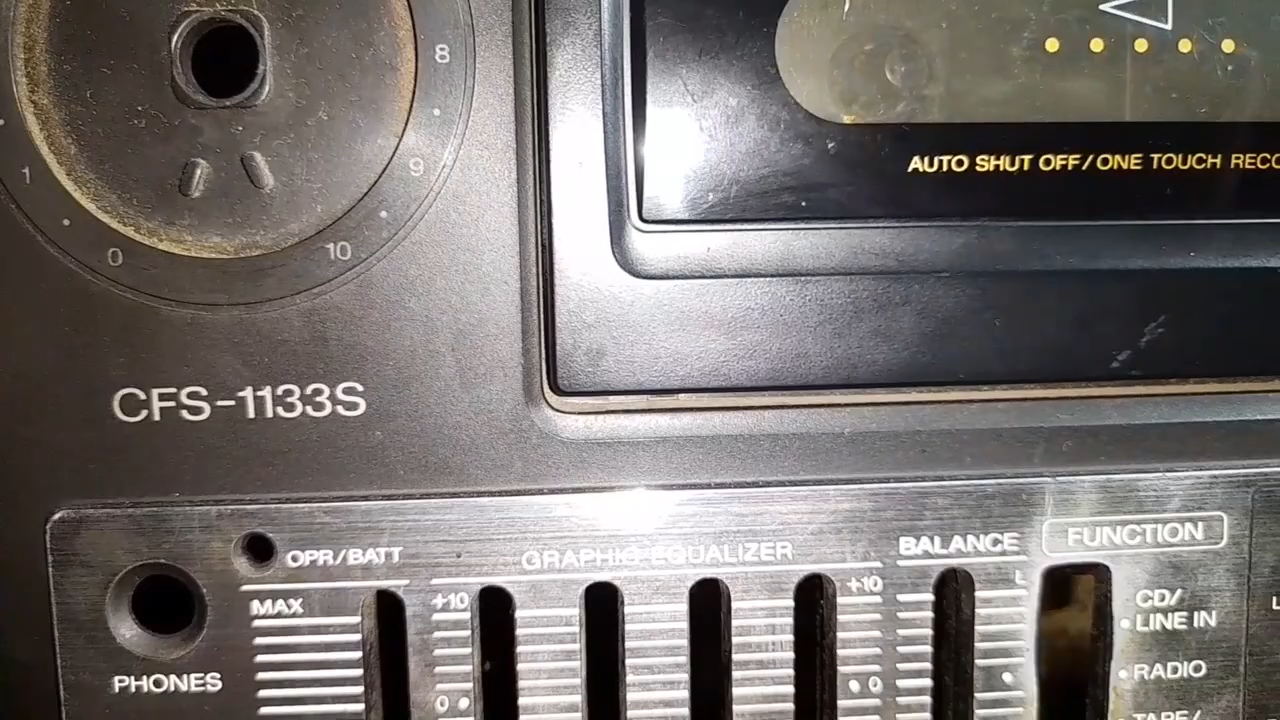 8
9
1
0
10
AUTO SHUT OFF/ONE TOUCH RECO
CFS-1133S
FUNCTION
BALANCE
GRAPHIC EQUALIZER
OPR/BATT
+10
L
CD/
MAX
+10
• LINE IN
• RADIO
PHONES
0
0
TAPE/